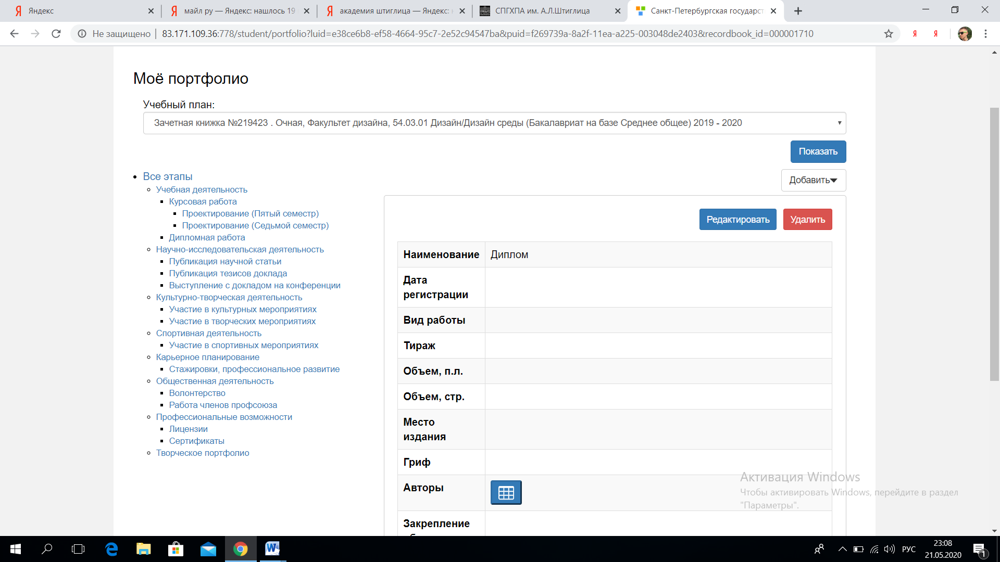 Яндекс
майл ру — Яндекс: нашлось 19
академия штиглица — Яндекс:
СПГХПА им. А.Л.Штиглица
Санкт-Петербургская государст
Не защищено
83.171.109.36:778/student/portfolio?luid=e38ce6b8-ef58-4664-95c7-2e52c94547ba&puid=f269739a-8a2f-11ea-a225-003048de2403&recordbook_id=000001710
Моё портфолио
Учебный план:
Зачетная книжка №219423 . Очная, Факультет дизайна, 54.03.01 Дизайн/Дизайн среды (Бакалавриат на базе Среднее общее) 2019 - 2020
Показать
Добавить
Все этапы
Учебная деятельность
Курсовая работа
Проектирование (Пятый семестр)
Проектирование (Седьмой семестр)
Дипломная работа
Научно-исследовательская деятельность
Публикация научной статьи
Публикация тезисов доклада
Выступление с докладом на конференции
Культурно-творческая деятельность
Участие в культурных мероприятиях
Участие в творческих мероприятиях
Спортивная деятельность
Участие в спортивных мероприятиях
Карьерное планирование
Стажировки, профессиональное развитие
Общественная деятельность
Волонтерство
Работа членов профсоюза
Профессиональные возможности
Лицензии
Сертификаты
Творческое портфолио
Редактировать
Удалить
Наименование Диплом
Дата
регистрации
Вид работы
Тираж
Объем, п.л.
Объем, стр.
Место
издания
Гриф
Авторы
Закрепление
Активация Windows
Чтобы активировать Windows, перейдите в раздел
"Параметры".
РУС
23:08
21.05.2020
1